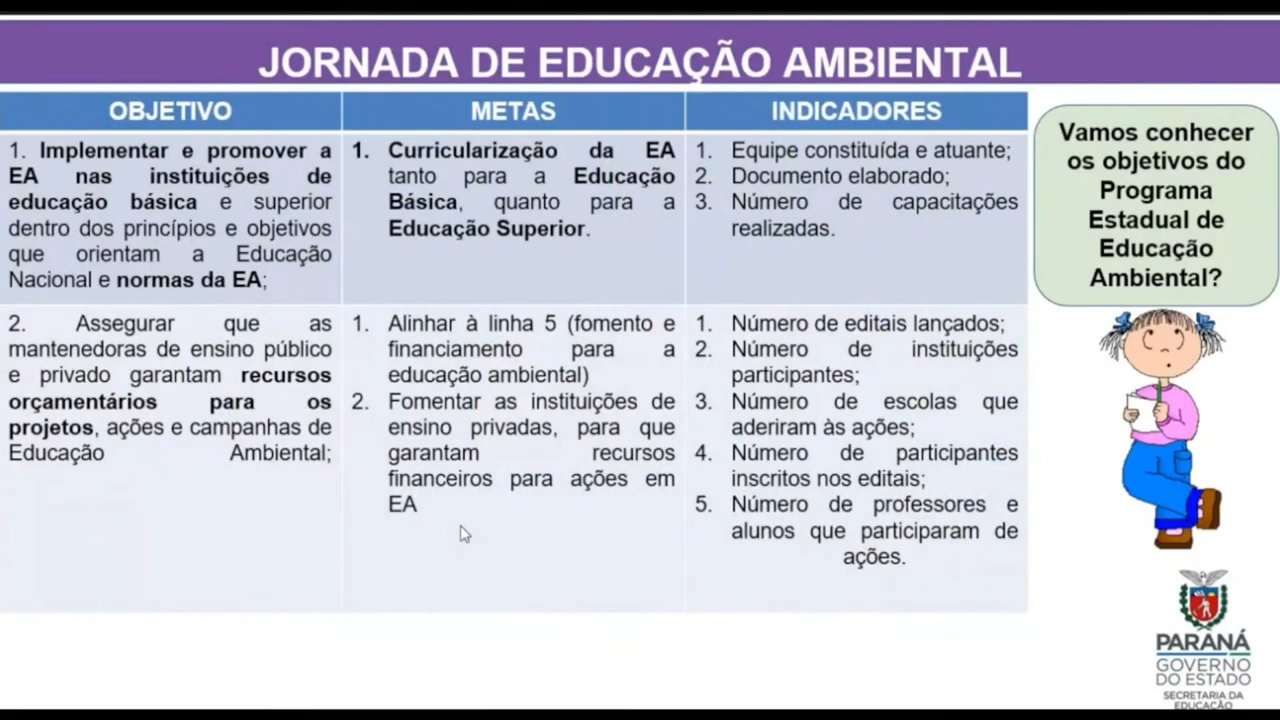 JORNADA DE EDUCAÇÃO AMBIENTAL
OBJETIVO
METAS
INDICADORES
1. Implementar e promover a
EA nas instituições de
educação básica e superior
dentro dos princípios e objetivos
que orientam a Educação
Nacional e normas da EA;
1. Curricularização da EA
tanto para a Educação
Básica, quanto para a
Educação Superior.
1. Equipe constituída e atuante;
2. Documento elaborado;
3. Número de capacitações
realizadas.
2. Assegurar que as
mantenedoras de ensino público
e privado garantam recursos
orçamentários para os
projetos, ações e campanhas de
Educação Ambiental;
1. Alinhar à linha 5 (fomento e
financiamento para a
educação ambiental)
2. Fomentar as instituições de
ensino privadas, para que
garantam recursos
financeiros para ações em
EA
1. Número de editais lançados;
2. Número de instituições
participantes;
3. Número de escolas que
aderiram às ações;
4. Número de participantes
inscritos nos editais;
5. Número de professores e
alunos que participaram de
ações.
Vamos conhecer
os objetivos do
Programa
Estadual de
Educação
Ambiental?
PARANÁ
GOVERNO
DO ESTADO
SECRETARIA DA
EDUCAÇÃO